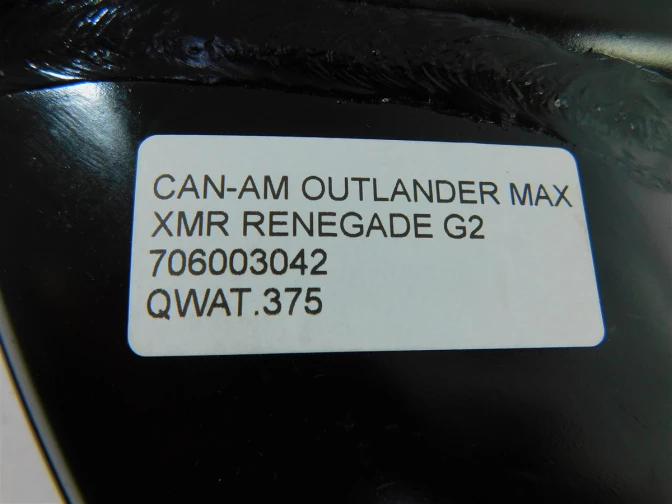 CAN-AM OUTLANDER MAX
XMR RENEGADE G2
706003042
QWAT.375